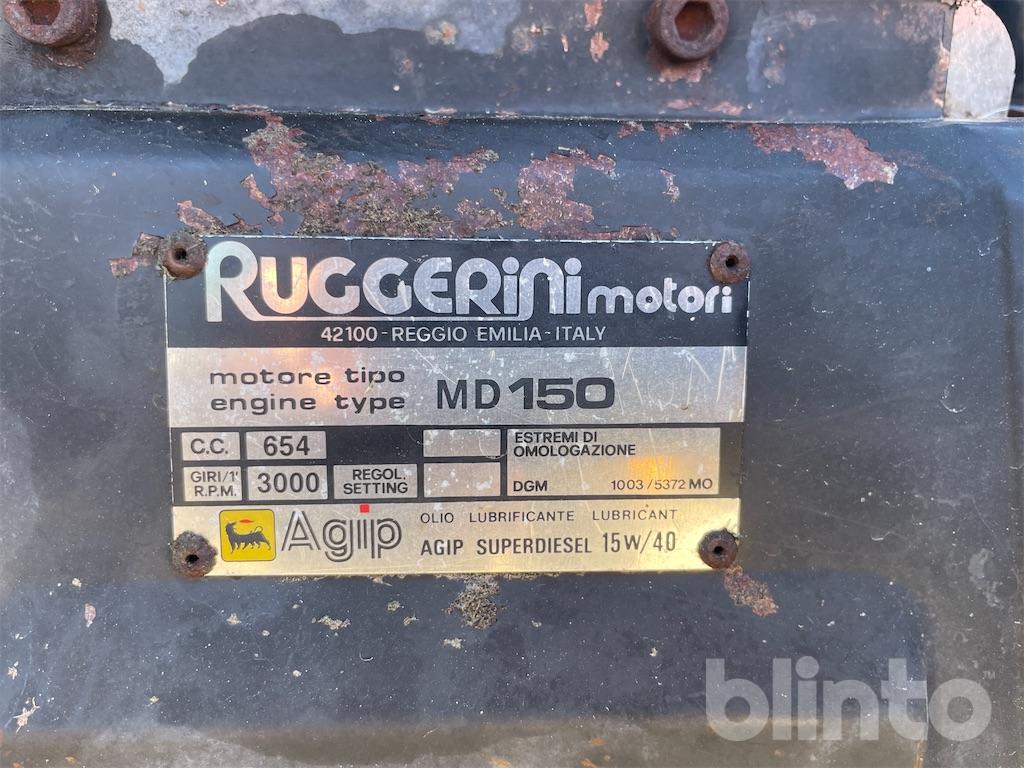 RUGGERINI motori
42100 - REGGIO EMILIA - ITALY
motore tipo
engine type MD 150
C.C. 654
GIRI/1'
R.P.M. 3000 REGOL.
SETTING
ESTREMI DI
OMOLOGAZIONE
DGM 1003/5372 MO
Agip OLIO LUBRIFICANTE LUBRICANT
AGIP SUPERDIESEL 15W/40
blinto™